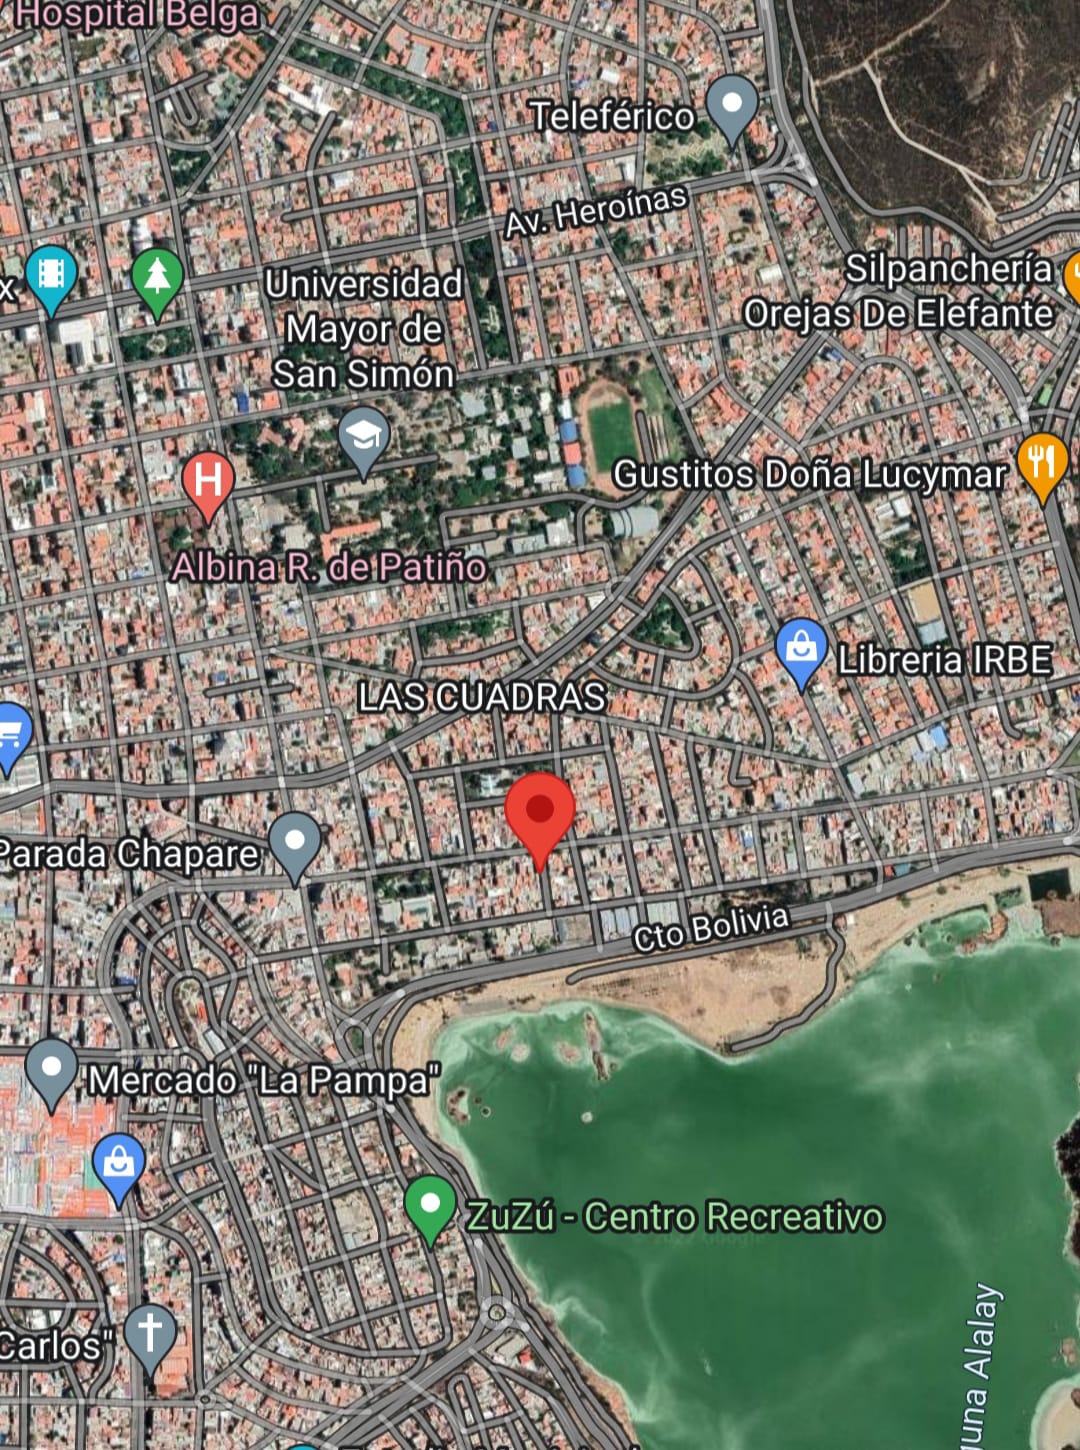 Hospital Belga
Teleférico
Av. Heroínas
x
Universidad
Mayor de
San Simón
Silpanchería
Orejas De Elefante
H
Gustitos Doña Lucymar
Albina R. de Patiño
Libreria IRBE
LAS CUADRAS
Parada Chapare
Cto Bolivia
Mercado "La Pampa"
ZuZú - Centro Recreativo
Carlos"
guna Alalay